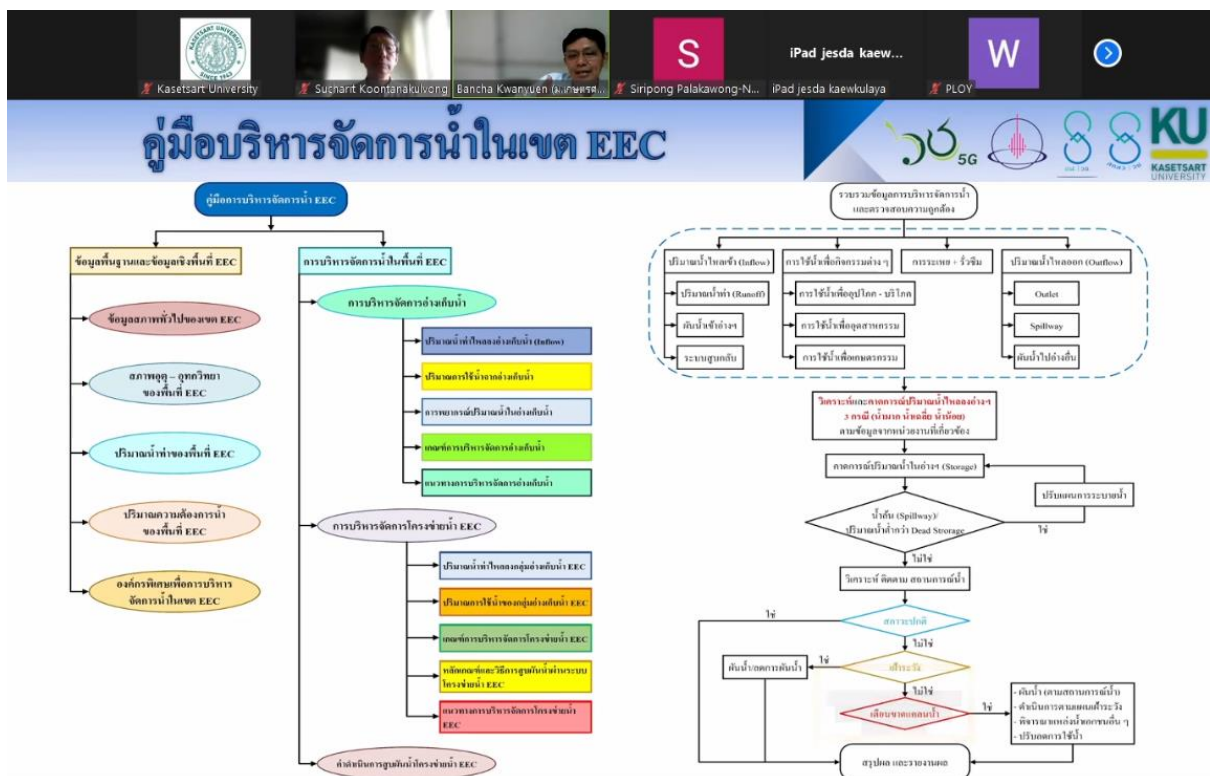 KASETSART UNIVERSITY
SINCE 1943
Kasetsart University
Sucharit Koontanakulvong
Bancha Kwanyuen (ม.เกษตรศ...
S
Siripong Palakawong-N...
iPad jesda kaew...
iPad jesda kaewkulaya
W
PLOY
คู่มือบริหารจัดการน้ำในเขต EEC
5G
KU
KASETSART
UNIVERSITY
คู่มือการบริหารจัดการน้ำ EEC
ข้อมูลพื้นฐานและข้อมูลเชิงพื้นที่ EEC
ข้อมูลสภาพทั่วไปของเขต EEC
สภาพอุตุ – อุทกวิทยา
ของพื้นที่ EEC
ปริมาณน้ำท่าของพื้นที่ EEC
ปริมาณความต้องการน้ำ
ของพื้นที่ EEC
องค์กรพิเศษเพื่อการบริหาร
จัดการน้ำในเขต EEC
การบริหารจัดการน้ำในพื้นที่ EEC
การบริหารจัดการอ่างเก็บน้ำ
ปริมาณน้ำท่าไหลลงอ่างเก็บน้ำ (Inflow)
ปริมาณการใช้น้ำจากอ่างเก็บน้ำ
การพยากรณ์ปริมาณน้ำในอ่างเก็บน้ำ
เกณฑ์การบริหารจัดการอ่างเก็บน้ำ
แนวทางการบริหารจัดการอ่างเก็บน้ำ
การบริหารจัดการโครงข่ายน้ำ EEC
ปริมาณน้ำท่าไหลลงกลุ่มอ่างเก็บน้ำ EEC
ปริมาณการใช้น้ำของกลุ่มอ่างเก็บน้ำ EEC
เกณฑ์การบริหารจัดการโครงข่ายน้ำ EEC
หลักเกณฑ์และวิธีการสูบผันน้ำผ่านระบบ
โครงข่ายน้ำ EEC
แนวทางการบริหารจัดการโครงข่ายน้ำ
EEC
ค่าดำเนินการสูบผันน้ำโครงข่ายน้ำ EEC
รวบรวมข้อมูลการบริหารจัดการน้ำ
และตรวจสอบความถูกต้อง
ปริมาณน้ำไหลเข้า (Inflow)
ปริมาณน้ำท่า (Runoff)
ผันน้ำเข้าอ่างฯ
ระบบสูบกลับ
การใช้น้ำเพื่อกิจกรรมต่าง ๆ
การใช้น้ำเพื่ออุปโภค - บริโภค
การใช้น้ำเพื่ออุตสาหกรรม
การใช้น้ำเพื่อเกษตรกรรม
การระเหย + รั่วซึม
ปริมาณน้ำไหลออก (Outflow)
Outlet
Spillway
ผันน้ำไปอ่างอื่น
วิเคราะห์และคาดการณ์ปริมาณน้ำไหลลงอ่างฯ
3 กรณี (น้ำมาก น้ำเฉลี่ย น้ำน้อย)
ตามข้อมูลจากหน่วยงานที่เกี่ยวข้อง
คาดการณ์ปริมาณน้ำในอ่างฯ (Storage)
ปรับแผนการระบายน้ำ
น้ำล้น (Spillway)/
ปริมาณน้ำต่ำกว่า Dead Strorage
ใช่
ไม่ใช่
วิเคราะห์ ติดตาม สถานการณ์น้ำ
ใช่
สภาวะปกติ
ไม่ใช่
ผันน้ำ/ลดการผันน้ำ
ใช่
เฝ้าระวัง
ไม่ใช่
เตือนขาดแคลนน้ำ
ใช่
- ผันน้ำ (ตามสถานการณ์น้ำ)
- ดำเนินการตามแผนเฝ้าระวัง
- พิจารณาแหล่งน้ำเอกชนอื่น ๆ
- ปรับลดการใช้น้ำ
สรุปผล และรายงานผล